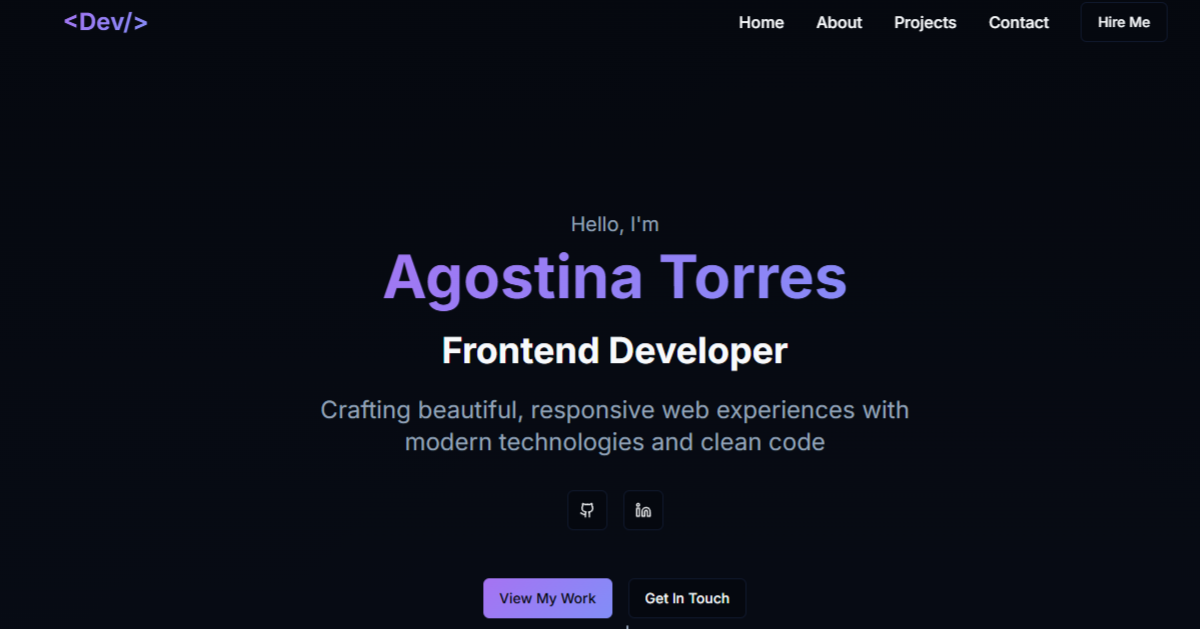 <Dev/>
Home About Projects Contact Hire Me
Hello, I'm
Agostina Torres
Frontend Developer
Crafting beautiful, responsive web experiences with
modern technologies and clean code
View My Work Get In Touch